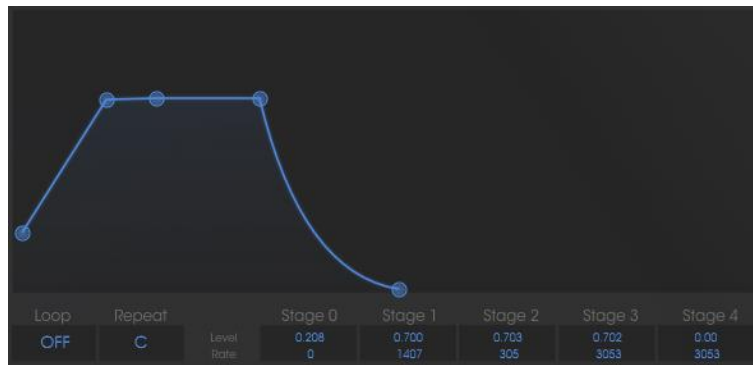 Loop Repeat Stage 0 Stage 1 Stage 2 Stage 3 Stage 4
OFF C Level 0.208 0.700 0.703 0.702 0.00
Rate 0 1407 305 3053 3053